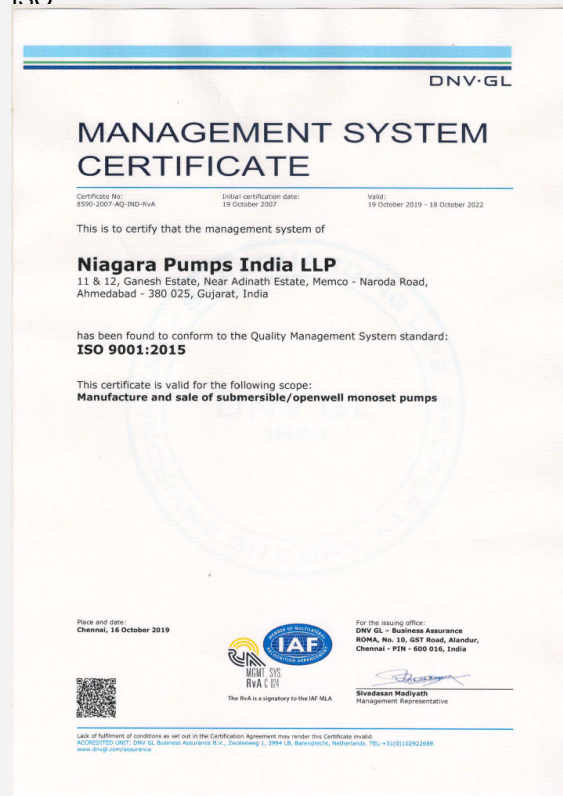 ISO
DNV·GL
MANAGEMENT SYSTEM
CERTIFICATE
Certificate No:
8590-2007-AQ-IND-RvA
Initial certification date:
19 October 2007
Valid:
19 October 2019 - 18 October 2022
This is to certify that the management system of
Niagara Pumps India LLP
11 & 12, Ganesh Estate, Near Adinath Estate, Memco - Naroda Road,
Ahmedabad - 380 025, Gujarat, India
has been found to conform to the Quality Management System standard:
ISO 9001:2015
This certificate is valid for the following scope:
Manufacture and sale of submersible/openwell monoset pumps
Place and date:
Chennai, 16 October 2019
MGMT. SYS.
RvA C 024
MEMBER OF MULTILATERAL
IAF
RECOGNITION ARRANGEMENT
The RvA is a signatory to the IAF MLA
For the issuing office:
DNV GL – Business Assurance
ROMA, No. 10, GST Road, Alandur,
Chennai - PIN - 600 016, India
Sivadasan Madiyath
Management Representative
Lack of fulfilment of conditions as set out in the Certification Agreement may render this Certificate invalid.
ACCREDITED UNIT: DNV GL Business Assurance B.V., Zwolseweg 1, 2994 LB, Barendrecht, Netherlands. TEL:+31(0)102922689.
www.dnvgl.com/assurance